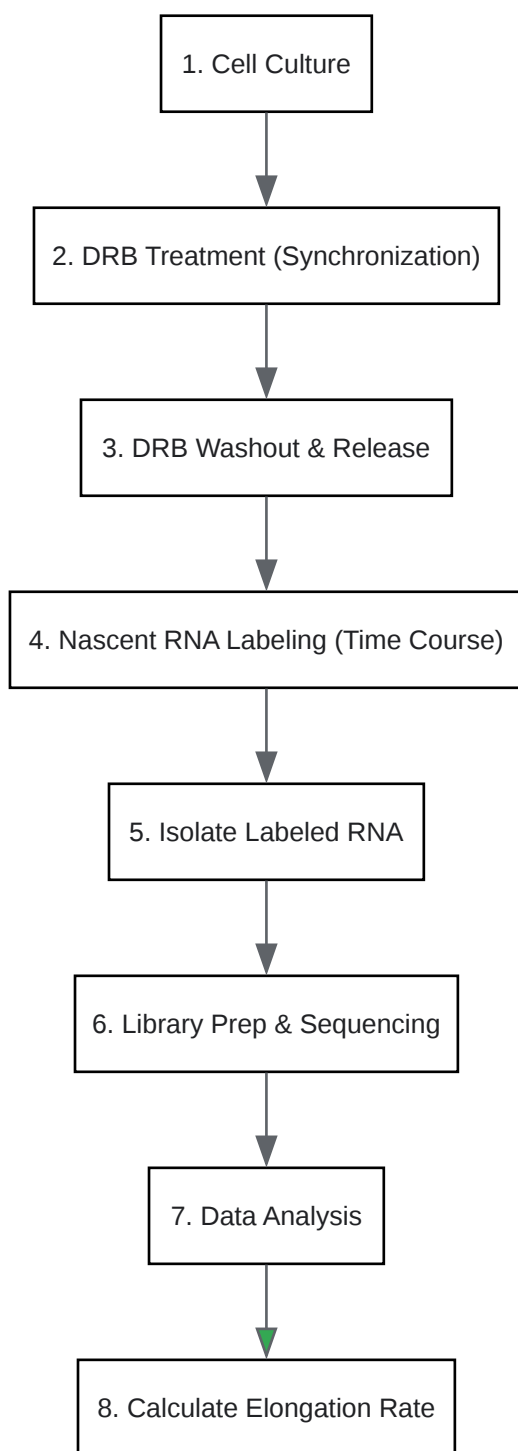 1. Cell Culture
2. DRB Treatment (Synchronization)
3. DRB Washout & Release
4. Nascent RNA Labeling (Time Course)
5. Isolate Labeled RNA
6. Library Prep & Sequencing
7. Data Analysis
8. Calculate Elongation Rate